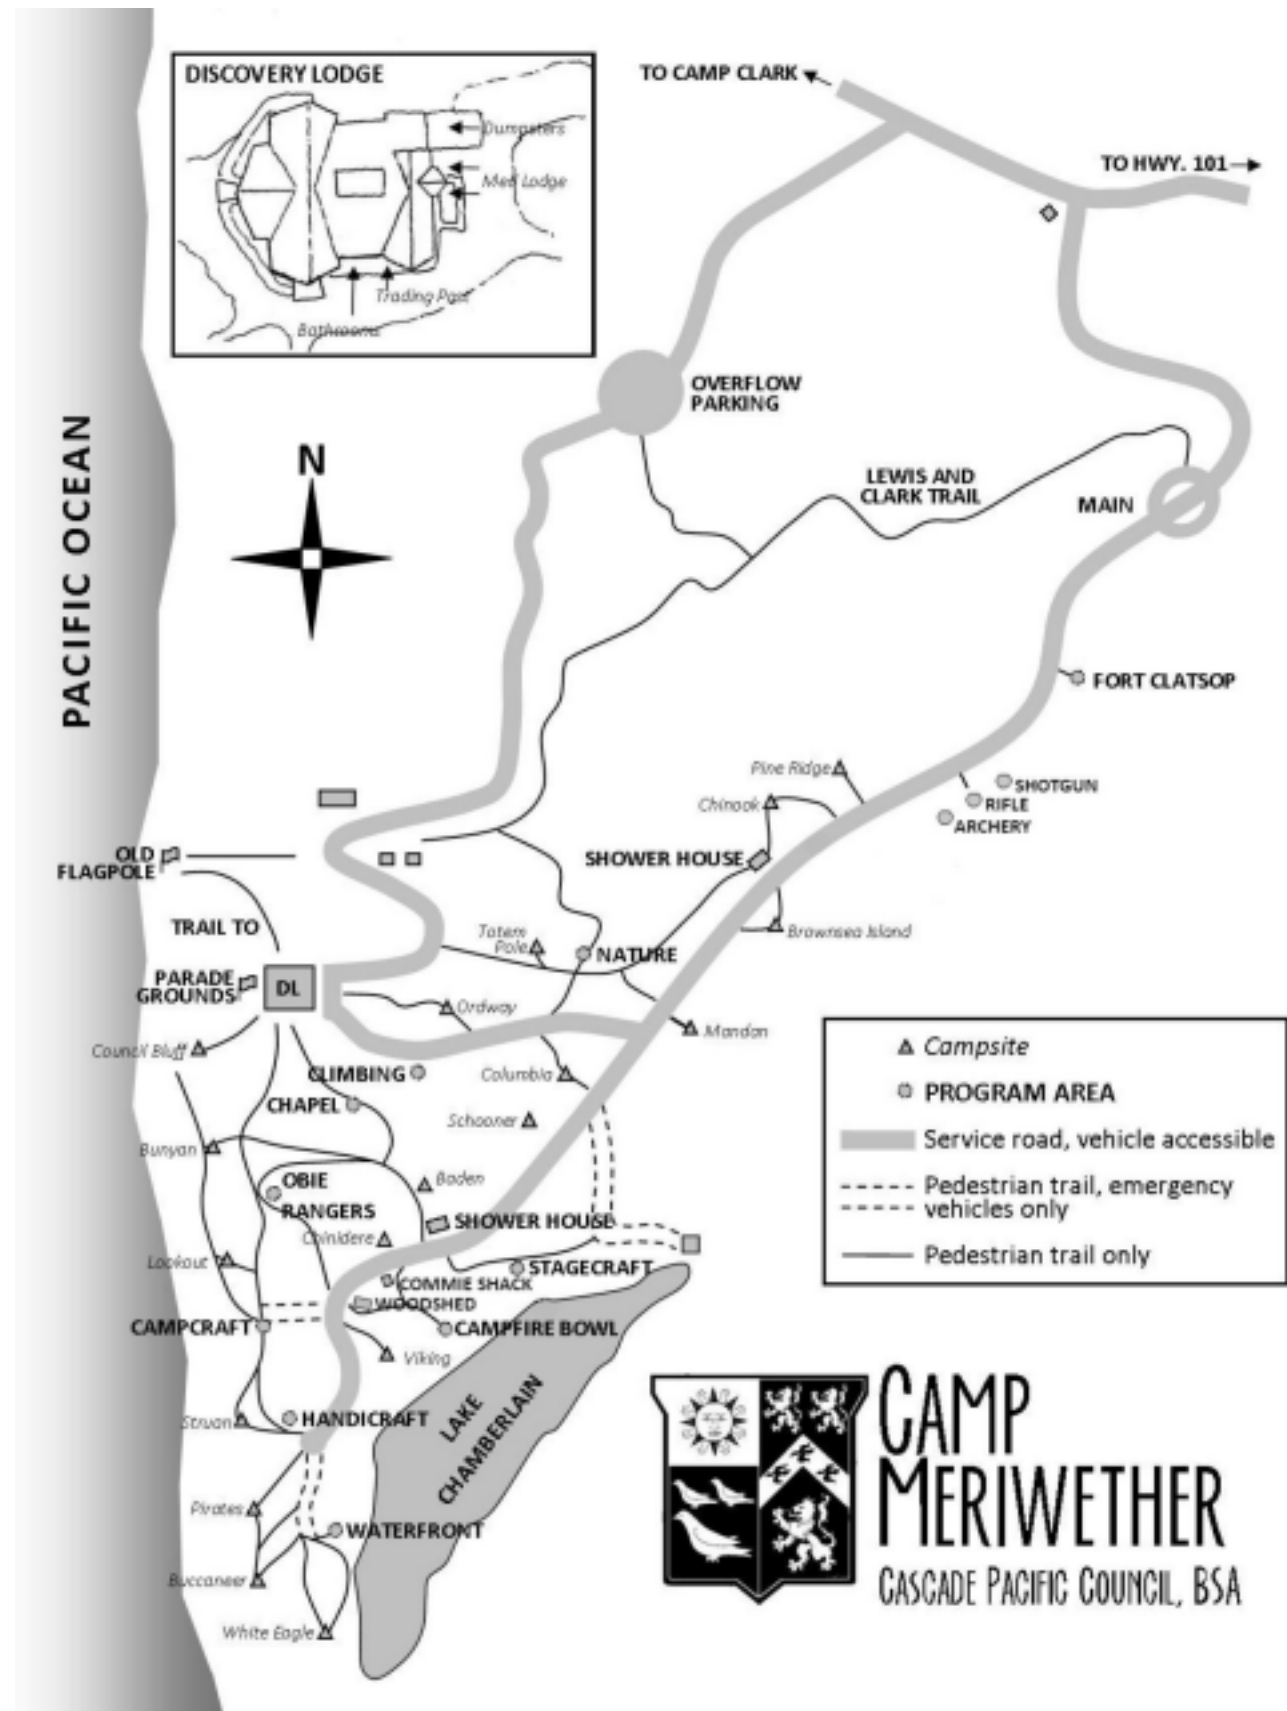 DISCOVERY LODGE
Dumpsters
Meri Lodge
Trading Post
Bathrooms
TO CAMP CLARK
TO HWY. 101
PACIFIC OCEAN
N
OVERFLOW
PARKING
LEWIS AND
CLARK TRAIL
MAIN
FORT CLATSOP
Pine Ridge
Chinook
SHOTGUN
RIFLE
ARCHERY
SHOWER HOUSE
OLD
FLAGPOLE
TRAIL TO
Totem
Pole
NATURE
Brownsea Island
PARADE
GROUNDS
DL
Ordway
Mandan
Council Bluff
CLIMBING
Columbia
CHAPEL
Schooner
Bunyan
Baden
OBIE
RANGERS
SHOWER HOUSE
Chinidere
Lookout
STAGECRAFT
COMMIE SHACK
WOODSHED
CAMPCRAFT
CAMPFIRE BOWL
Viking
Struan
HANDICRAFT
LAKE
CHAMBERLAIN
Pirates
WATERFRONT
Buccaneer
White Eagle
Campsite
PROGRAM AREA
Service road, vehicle accessible
Pedestrian trail, emergency
vehicles only
Pedestrian trail only
CAMP
MERIWETHER
CASCADE PACIFIC COUNCIL, BSA